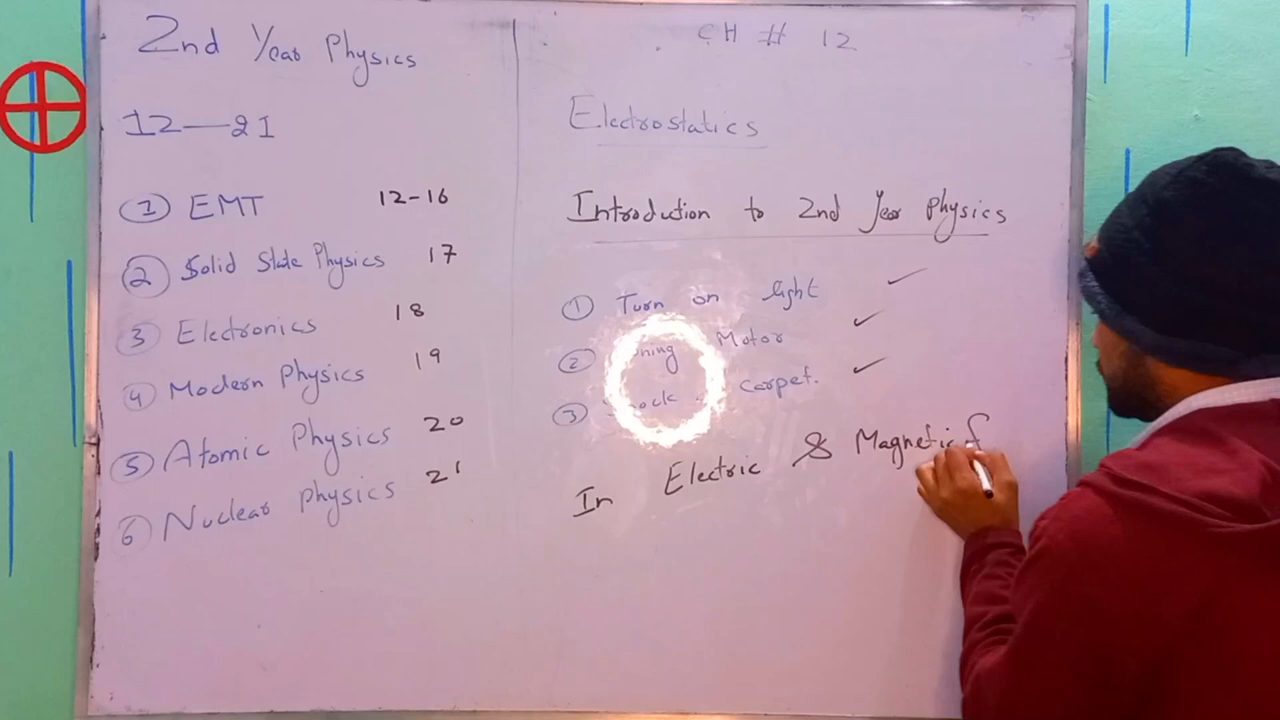 2nd Year Physics
12—21
1 EMT 12-16
2 Solid State Physics 17
3 Electronics 18
4 Modern Physics 19
5 Atomic Physics 20
6 Nuclear Physics 21
CH # 12
Electrostatics
Introdution to 2nd Year Physics
1 Turn on light ✓
2 Motor ✓
3 carpet. ✓
In Electric & Magnetic f